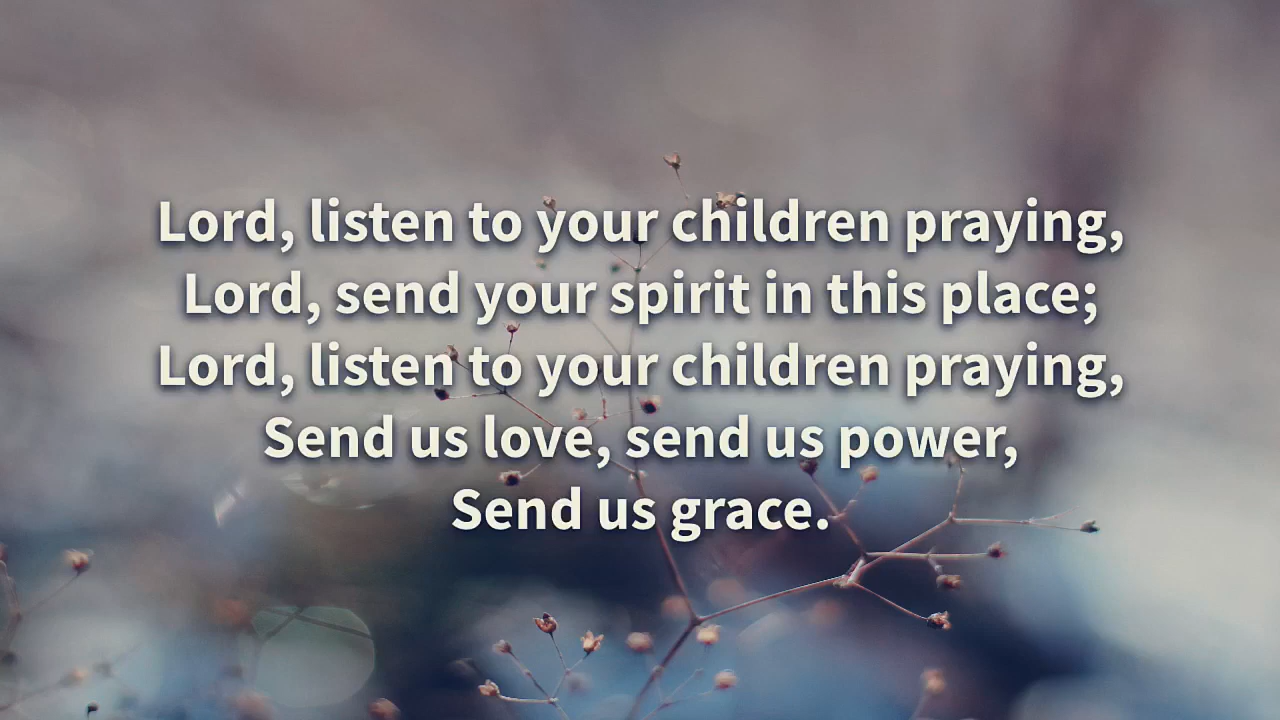 Lord, listen to your children praying,
Lord, send your spirit in this place;
Lord, listen to your children praying,
Send us love, send us power,
Send us grace.